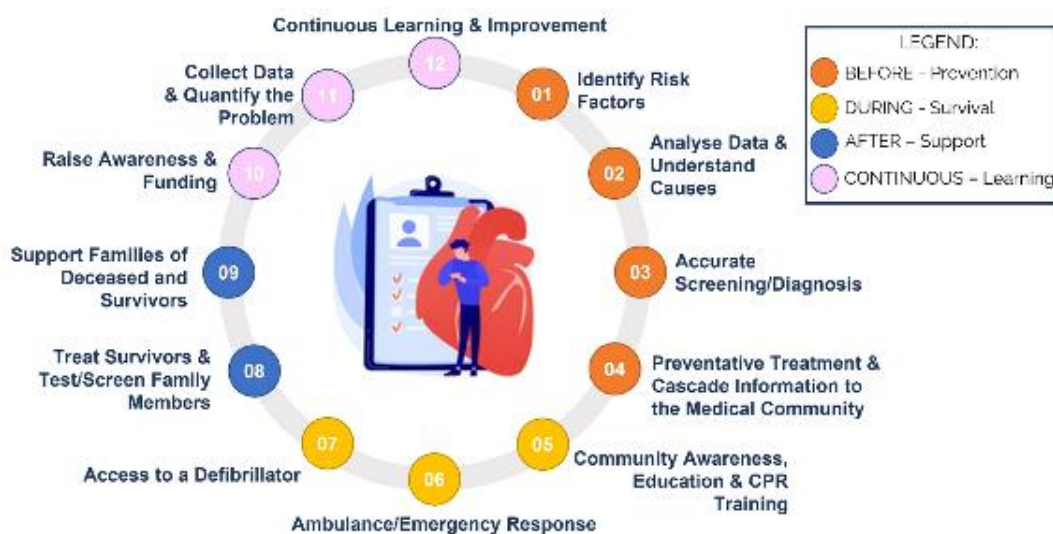 Continuous Learning & Improvement
12
Collect Data
& Quantify the
Problem
11
01
Identify Risk
Factors
Raise Awareness &
Funding
10
02
Analyse Data &
Understand
Causes
Support Families of
Deceased and
Survivors
09
03
Accurate
Screening/Diagnosis
Treat Survivors &
Test/Screen Family
Members
08
04
Preventative Treatment &
Cascade Information to
the Medical Community
Access to a Defibrillator
07
06
05
Community Awareness,
Education & CPR
Training
Ambulance/Emergency Response
LEGEND:
BEFORE – Prevention
DURING – Survival
AFTER – Support
CONTINUOUS – Learning